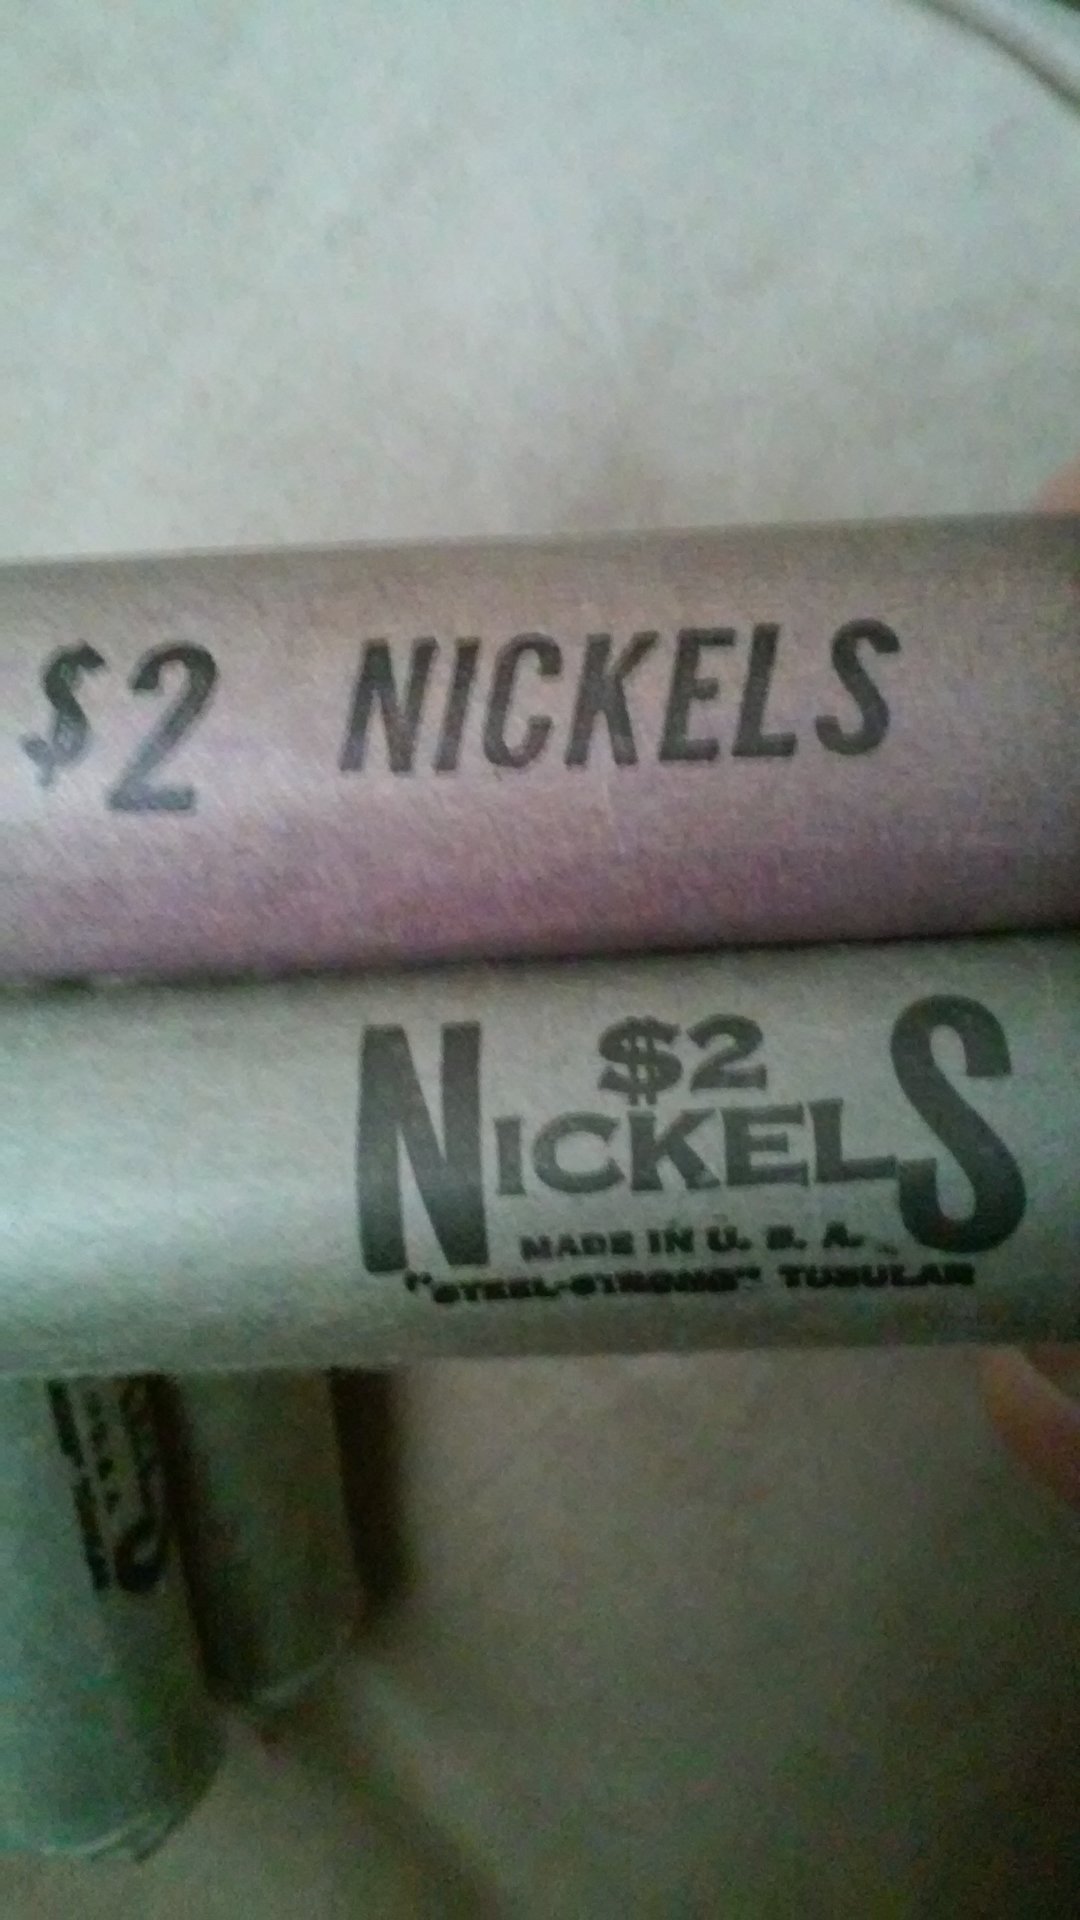 $2 NICKELS
$2
NICKELS
MADE IN U. S. A.
"STEEL-STRONG" TUBULAR